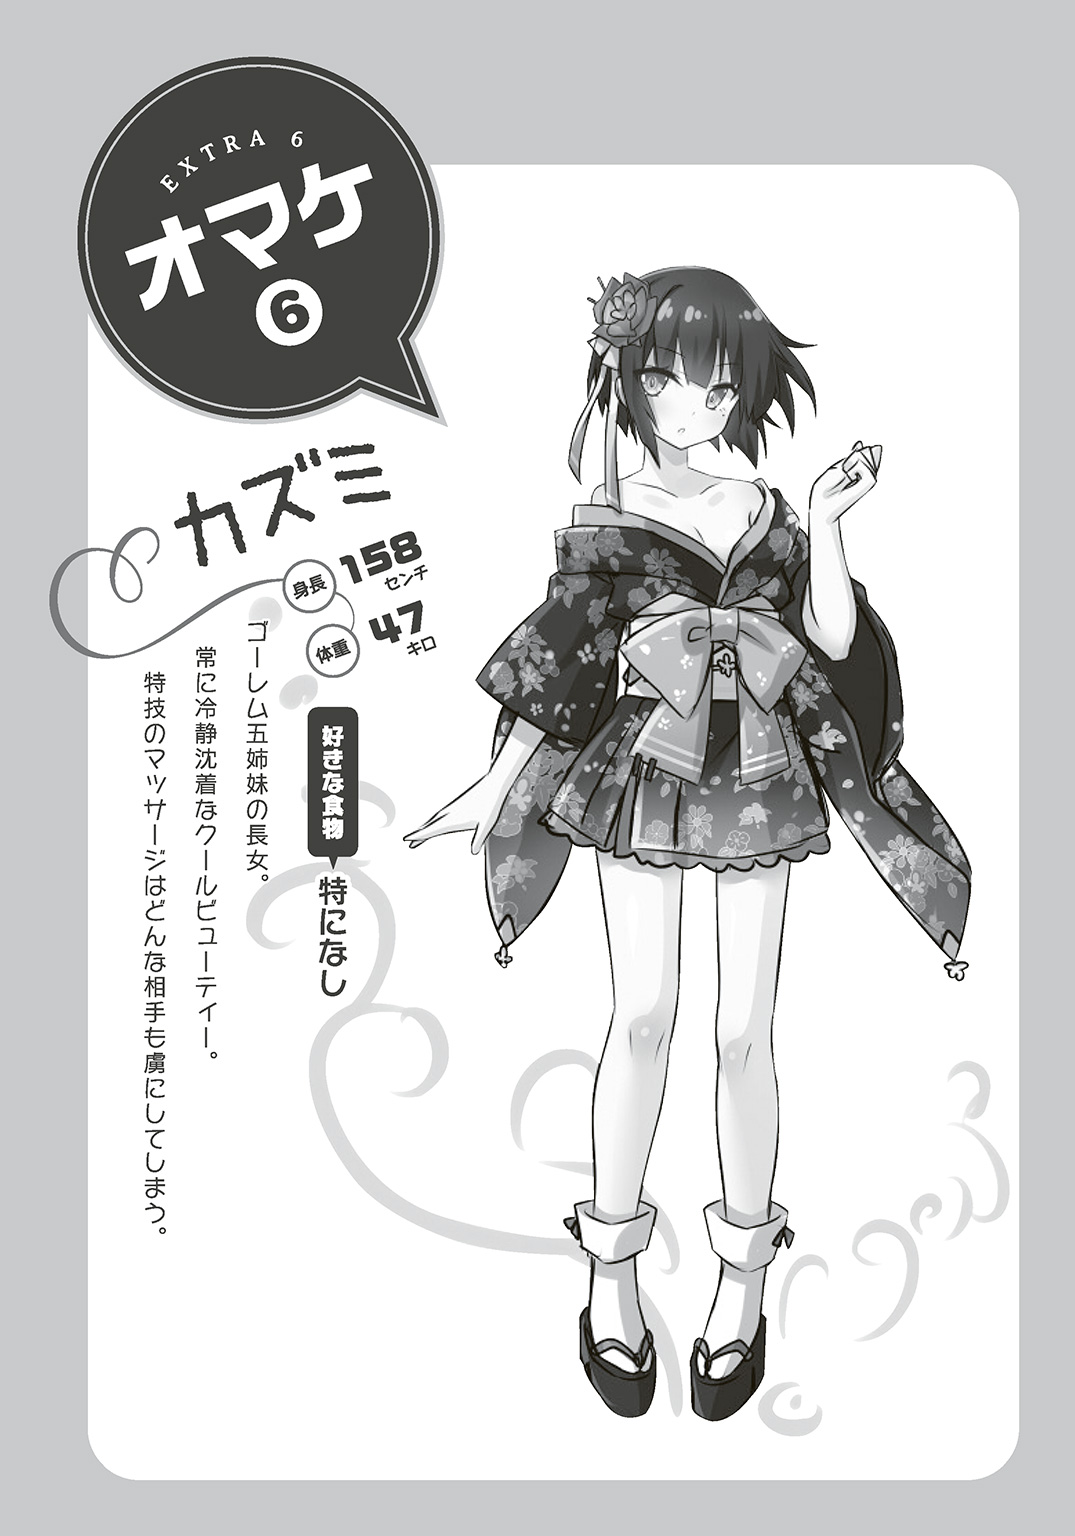 EXTRA 6
オマケ
6
カズミ
身長
158
センチ
体重
47
キロ
好きな食物
特になし
ゴーレム五姉妹の長女。
常に冷静沈着なクールビューティー。
特技のマッサージはどんな相手も虜にしてしまう。